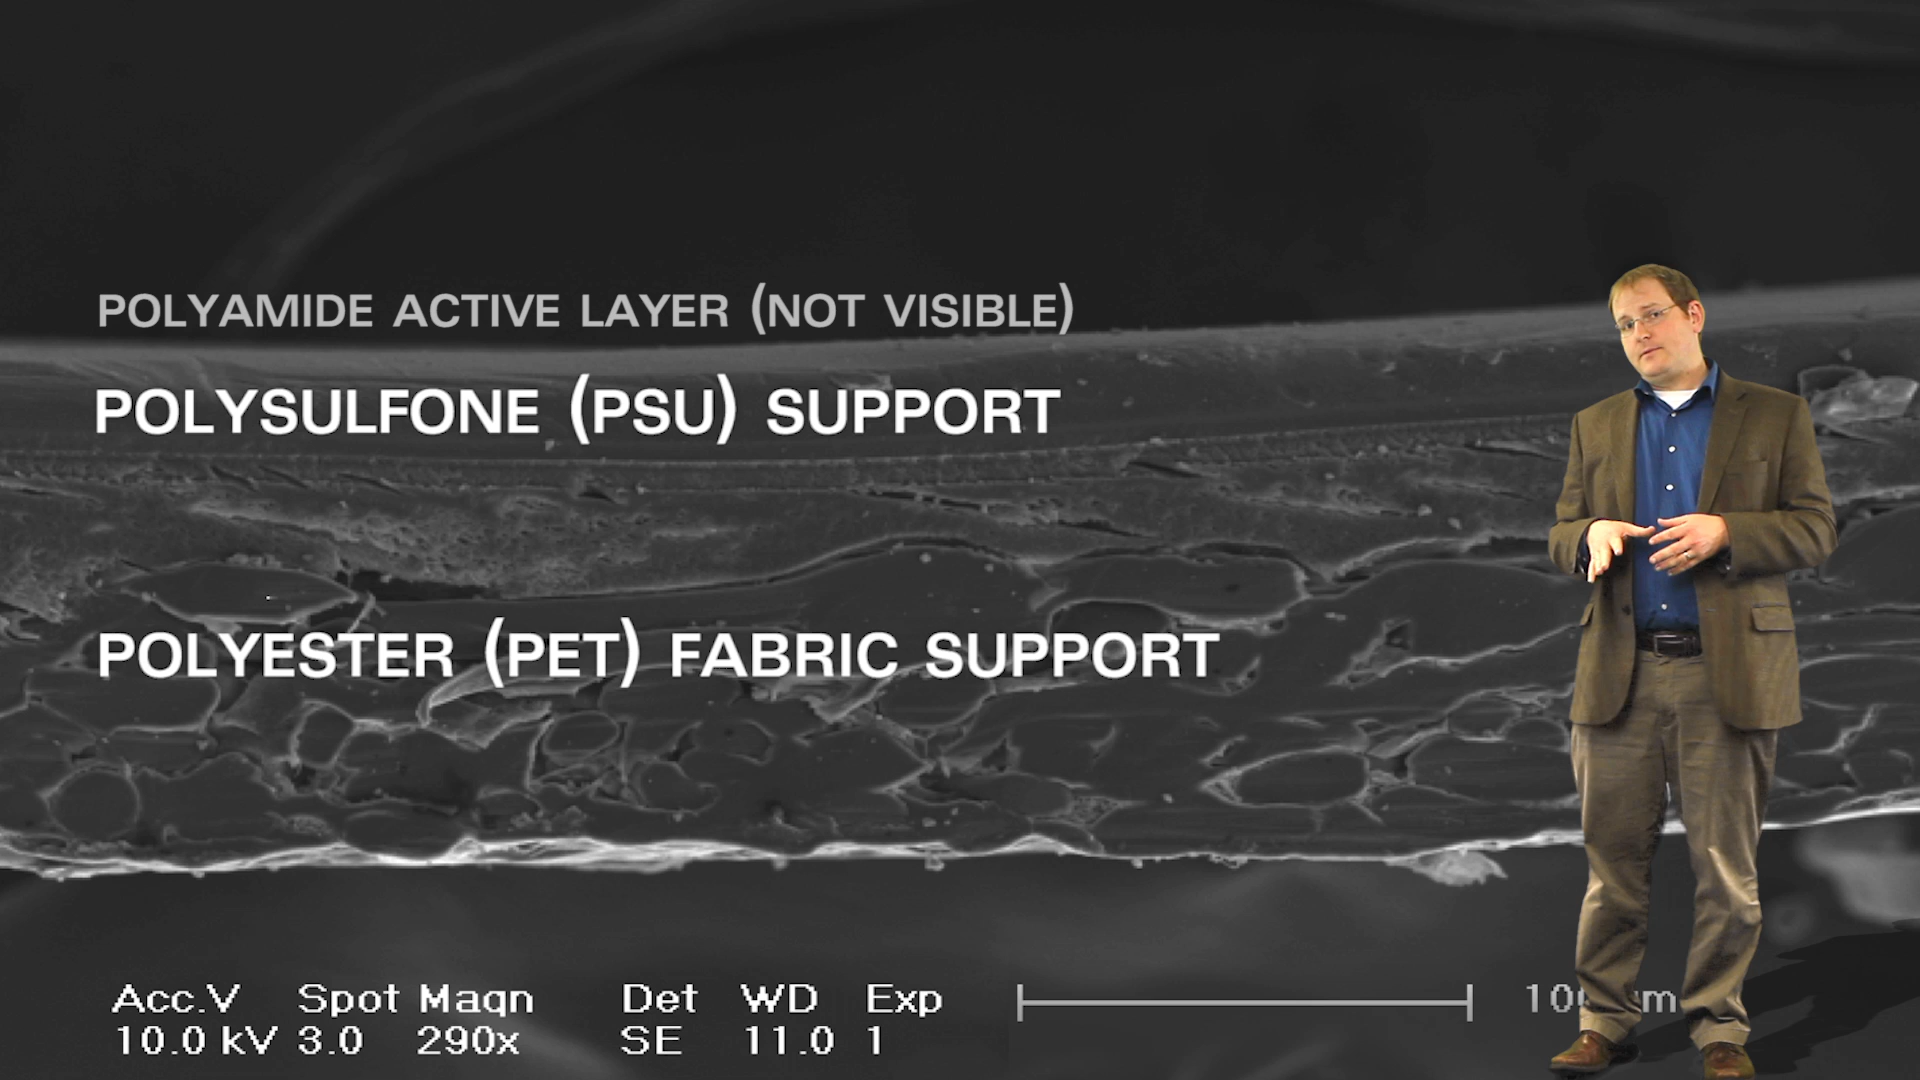 POLYAMIDE ACTIVE LAYER (NOT VISIBLE)
POLYSULFONE (PSU) SUPPORT
POLYESTER (PET) FABRIC SUPPORT
Acc.V Spot Magn Det WD Exp
10.0 kV 3.0 290x SE 11.0 1